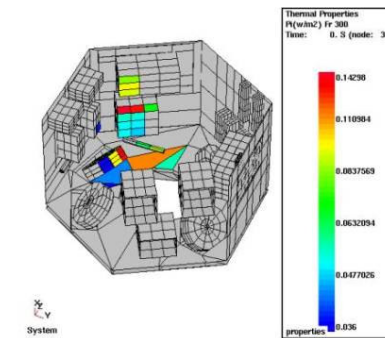 Thermal Properties
Pi(w/m2) Fr 300
Time: 0. S (node: 3
0.14298
0.110984
0.0837569
0.0632094
0.0477026
0.036
properties
X
Z
Y
System